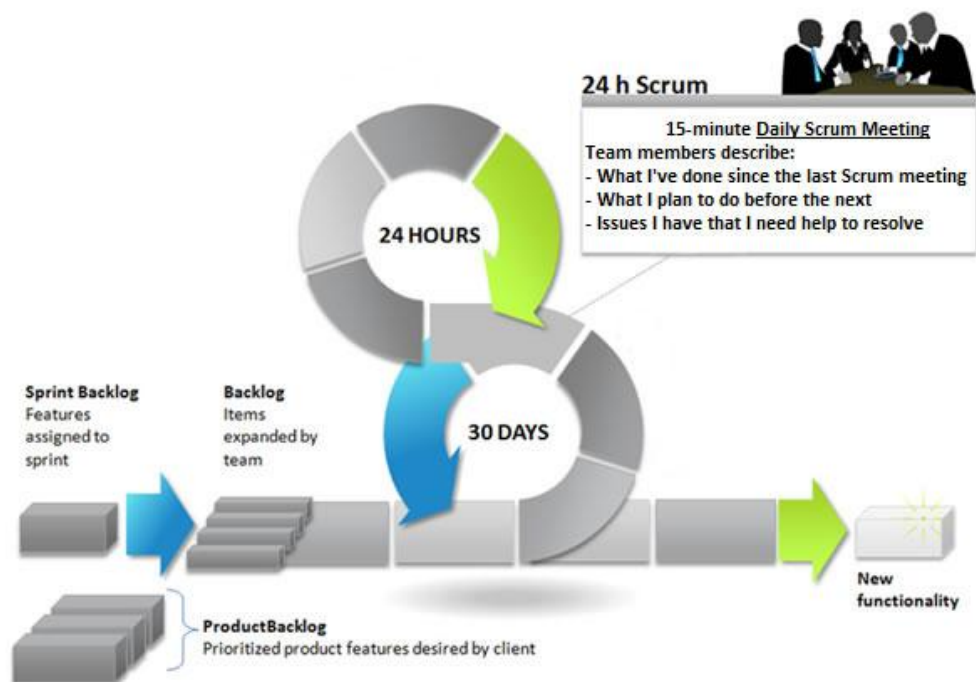 24 h Scrum
15-minute Daily Scrum Meeting
Team members describe:
- What I've done since the last Scrum meeting
- What I plan to do before the next
- Issues I have that I need help to resolve
24 HOURS
30 DAYS
Sprint Backlog
Features
assigned to
sprint
Backlog
Items
expanded by
team
New
functionality
ProductBacklog
Prioritized product features desired by client